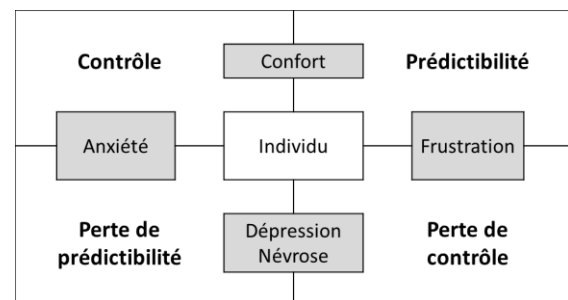 Contrôle
Confort
Prédictibilité
Anxiété
Individu
Frustration
Perte de
prédictibilité
Dépression
Névrose
Perte de
contrôle